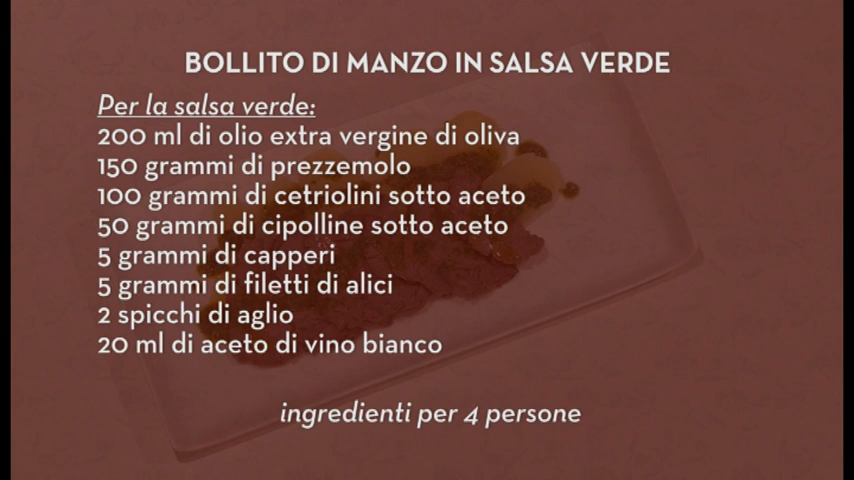 BOLLITO DI MANZO IN SALSA VERDE
Per la salsa verde:
200 ml di olio extra vergine di oliva
150 grammi di prezzemolo
100 grammi di cetriolini sotto aceto
50 grammi di cipolline sotto aceto
5 grammi di capperi
5 grammi di filetti di alici
2 spicchi di aglio
20 ml di aceto di vino bianco
ingredienti per 4 persone